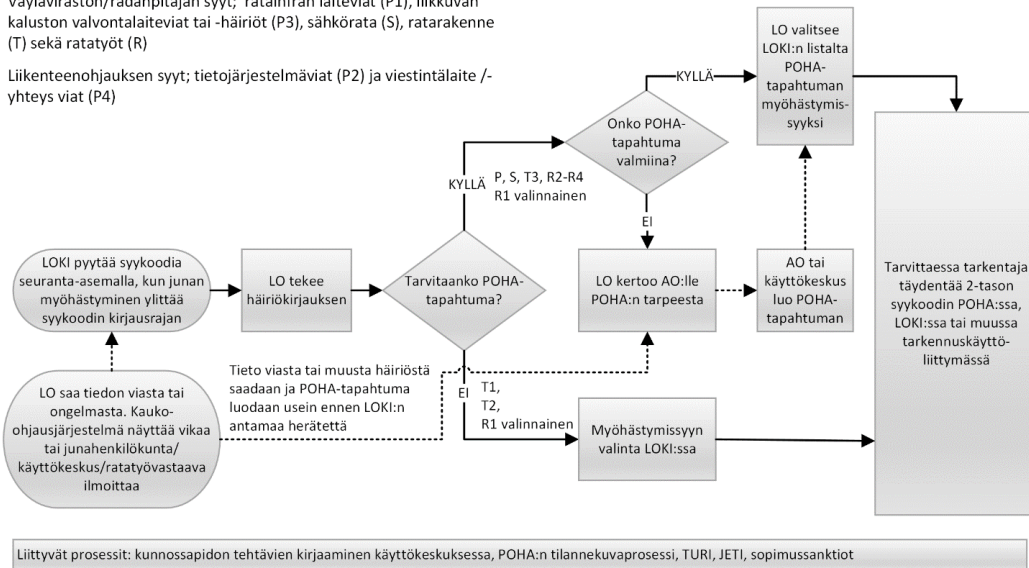 Väyläviraston/radanpitäjän syyt; ratainfran laiteviat (P1), liikkuvan
kaluston valvontalaiteviat tai -häiriöt (P3), sähkörata (S), ratarakenne
(T) sekä ratatyöt (R)
Liikenteenohjauksen syyt; tietojärjestelmäviat (P2) ja viestintälaite /-
yhteys viat (P4)
LOKI pyytää syykoodia
seuranta-asemalla, kun junan
myöhästyminen ylittää
syykoodin kirjausrajan
LO saa tiedon viasta tai
ongelmasta. Kauko-
ohjausjärjestelmä näyttää vikaa
tai junahenkilökunta/
käyttökeskus/ratatyövastaava
ilmoittaa
LO tekee
häiriökirjauksen
Tarvitaanko POHA-
tapahtuma?
KYLLÄ
P, S, T3, R2-R4
R1 valinnainen
Onko POHA-
tapahtuma
valmiina?
KYLLÄ
LO valitsee
LOKI:n listalta
POHA-
tapahtuman
myöhästymis-
syyksi
EI
LO kertoo AO:lle
POHA:n tarpeesta
AO tai
käyttökeskus
luo POHA-
tapahtuman
Tieto viasta tai muusta häiriöstä
saadaan ja POHA-tapahtuma
luodaan usein ennen LOKI:n
antamaa herätettä
EI
T1,
T2,
R1 valinnainen
Myöhästymissyyn
valinta LOKI:ssa
Tarvittaessa tarkentaja
täydentää 2-tason
syykoodin POHA:ssa,
LOKI:ssa tai muussa
tarkennuskäyttö-
liittymässä
Liittyvät prosessit: kunnossapidon tehtävien kirjaaminen käyttökeskuksessa, POHA:n tilannekuvaprosessi, TURI, JETI, sopimussanktiot